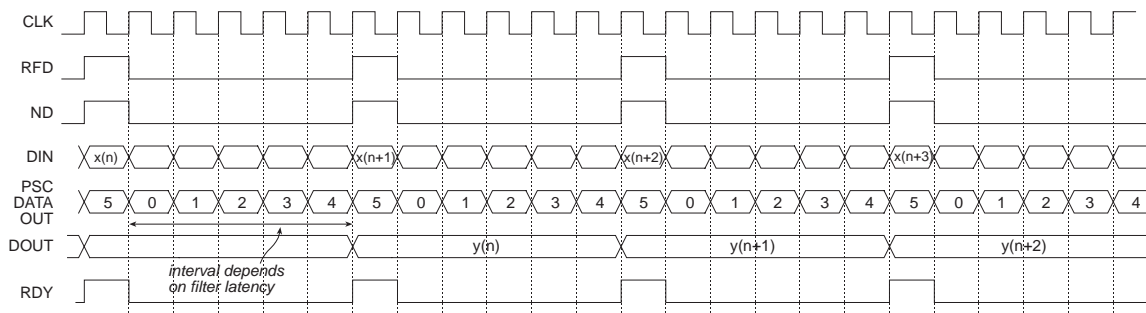 CLK
RFD
ND
DIN x(n) x(n+1) x(n+2) x(n+3)
PSC
DATA
OUT
5 0 1 2 3 4 5 0 1 2 3 4 5 0 1 2 3 4 5 0 1 2 3 4
DOUT y(n) y(n+1) y(n+2)
interval depends
on filter latency
RDY